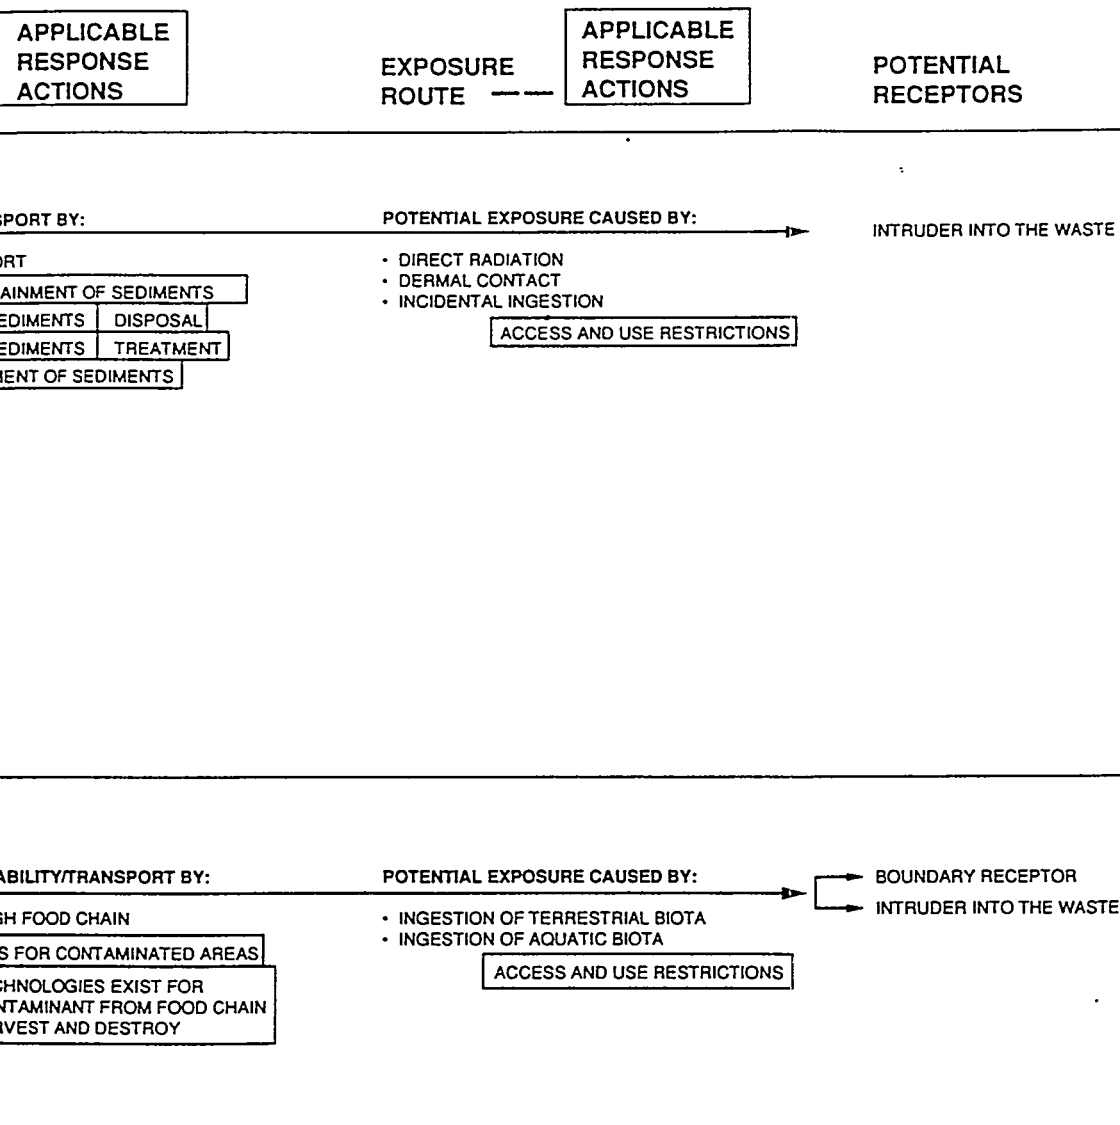 APPLICABLE
RESPONSE
ACTIONS
EXPOSURE
ROUTE — —
APPLICABLE
RESPONSE
ACTIONS
POTENTIAL
RECEPTORS
SPORT BY:
ORT
AINMENT OF SEDIMENTS
EDIMENTS DISPOSAL
EDIMENTS TREATMENT
MENT OF SEDIMENTS
POTENTIAL EXPOSURE CAUSED BY:
• DIRECT RADIATION
• DERMAL CONTACT
• INCIDENTAL INGESTION
ACCESS AND USE RESTRICTIONS
INTRUDER INTO THE WASTE
ABILITY/TRANSPORT BY:
GH FOOD CHAIN
S FOR CONTAMINATED AREAS
CHNOLOGIES EXIST FOR
NTAMINANT FROM FOOD CHAIN
RVEST AND DESTROY
POTENTIAL EXPOSURE CAUSED BY:
• INGESTION OF TERRESTRIAL BIOTA
• INGESTION OF AQUATIC BIOTA
ACCESS AND USE RESTRICTIONS
BOUNDARY RECEPTOR
INTRUDER INTO THE WASTE